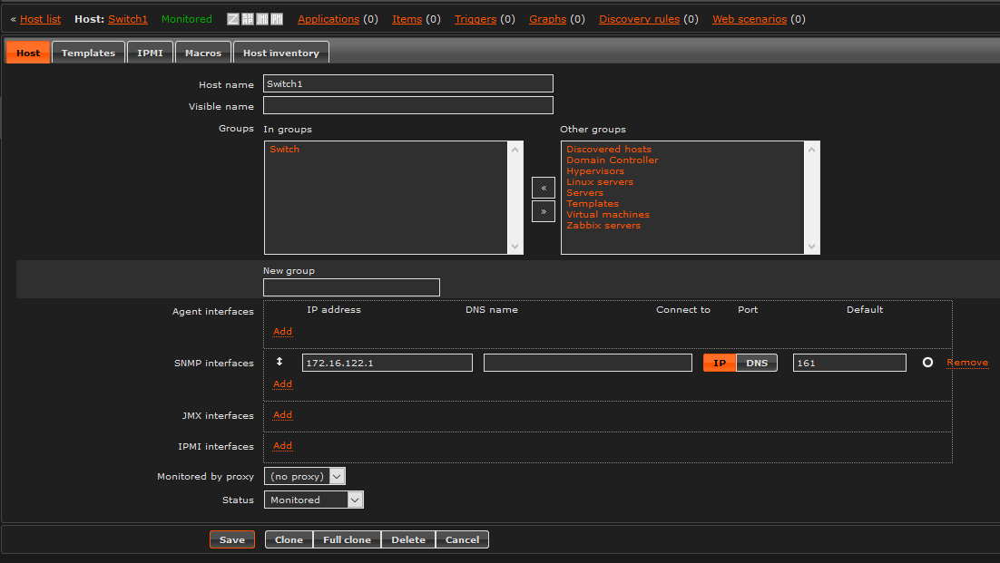 « Host list Host: Switch1 Monitored Applications (0) Items (0) Triggers (0) Graphs (0) Discovery rules (0) Web scenarios (0)
Host Templates IPMI Macros Host inventory
Host name Switch1
Visible name
Groups In groups Other groups
Switch
Discovered hosts
Domain Controller
Hypervisors
Linux servers
Servers
Templates
Virtual machines
Zabbix servers
«
»
New group
Agent interfaces IP address DNS name Connect to Port Default
Add
SNMP interfaces 172.16.122.1 IP DNS 161 Remove
Add
JMX interfaces Add
IPMI interfaces Add
Monitored by proxy (no proxy)
Status Monitored
Save Clone Full clone Delete Cancel